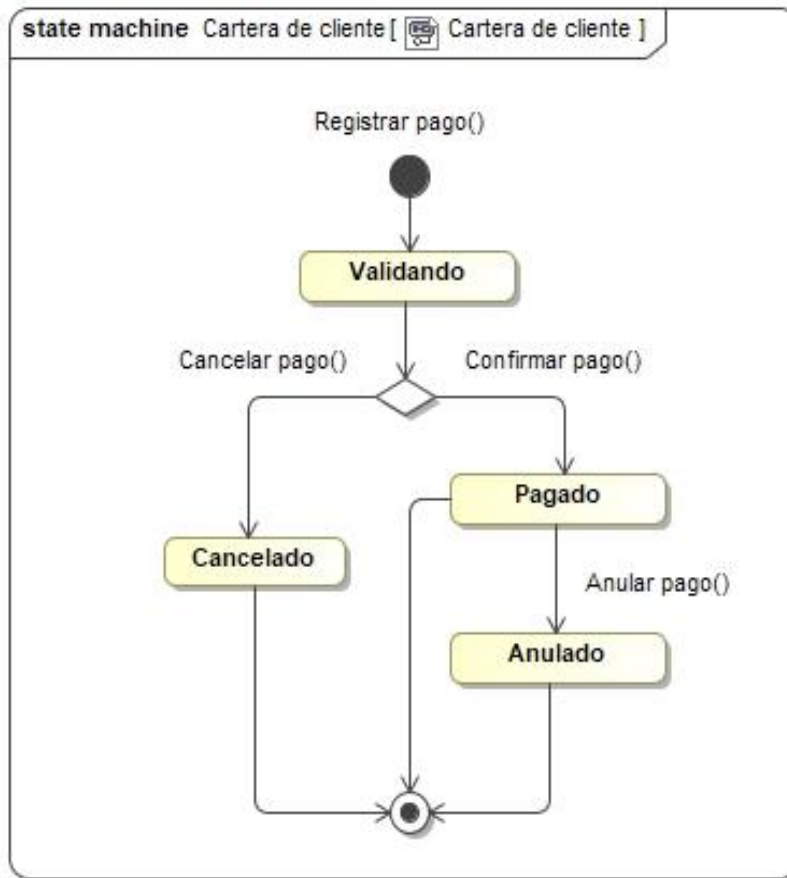 state machine Cartera de cliente [ Cartera de cliente ]
Registrar pago()
Validando
Cancelar pago()
Confirmar pago()
Pagado
Cancelado
Anular pago()
Anulado